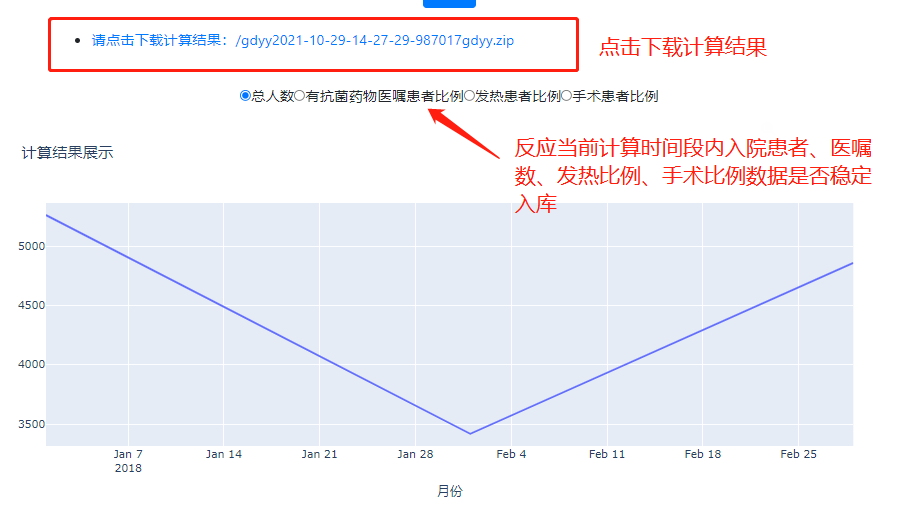 请点击下载计算结果：/gdyy2021-10-29-14-27-29-987017gdyy.zip
点击下载计算结果
总人数有抗菌药物医嘱患者比例发热患者比例手术患者比例
反应当前计算时间段内入院患者、医嘱
数、发热比例、手术比例数据是否稳定
入库
计算结果展示
5000
4500
4000
3500
Jan 7
2018
Jan 14
Jan 21
Jan 28
Feb 4
Feb 11
Feb 18
Feb 25
月份